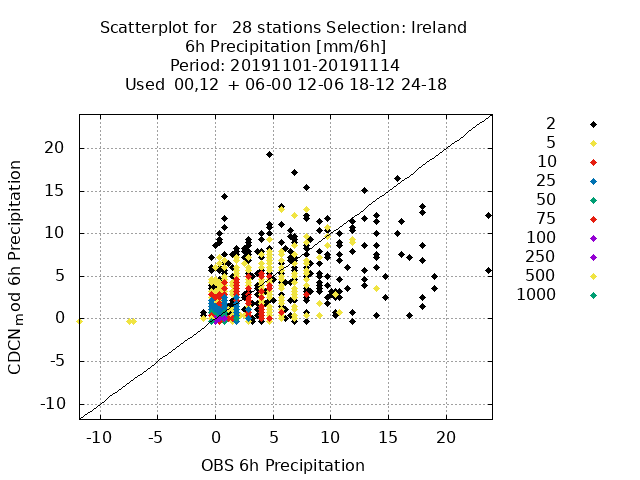 Scatterplot for   28 stations Selection: Ireland
6h Precipitation [mm/6h]
Period: 20191101-20191114
Used  00,12  + 06-00 12-06 18-12 24-18
2
5
10
25
50
75
100
250
500
1000
20
15
10
5
0
-5
-10
CDCN_mod 6h Precipitation
-10 -5 0 5 10 15 20
OBS 6h Precipitation